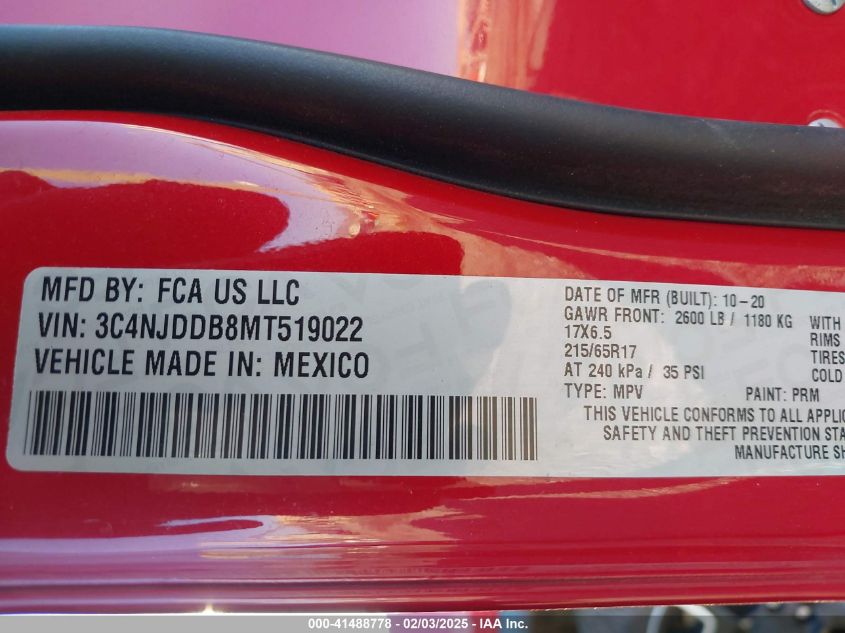 MFD BY: FCA US LLC
VIN: 3C4NJDDB8MT519022
VEHICLE MADE IN: MEXICO
DATE OF MFR (BUILT): 10-20
GAWR FRONT: 2600 LB / 1180 KG WITH
17X6.5 RIMS
215/65R17 TIRES
AT 240 kPa / 35 PSI COLD
TYPE: MPV PAINT: PRM
THIS VEHICLE CONFORMS TO ALL APPLIC
SAFETY AND THEFT PREVENTION STA
MANUFACTURE SH
000-41488778 - 02/03/2025 - IAA Inc.